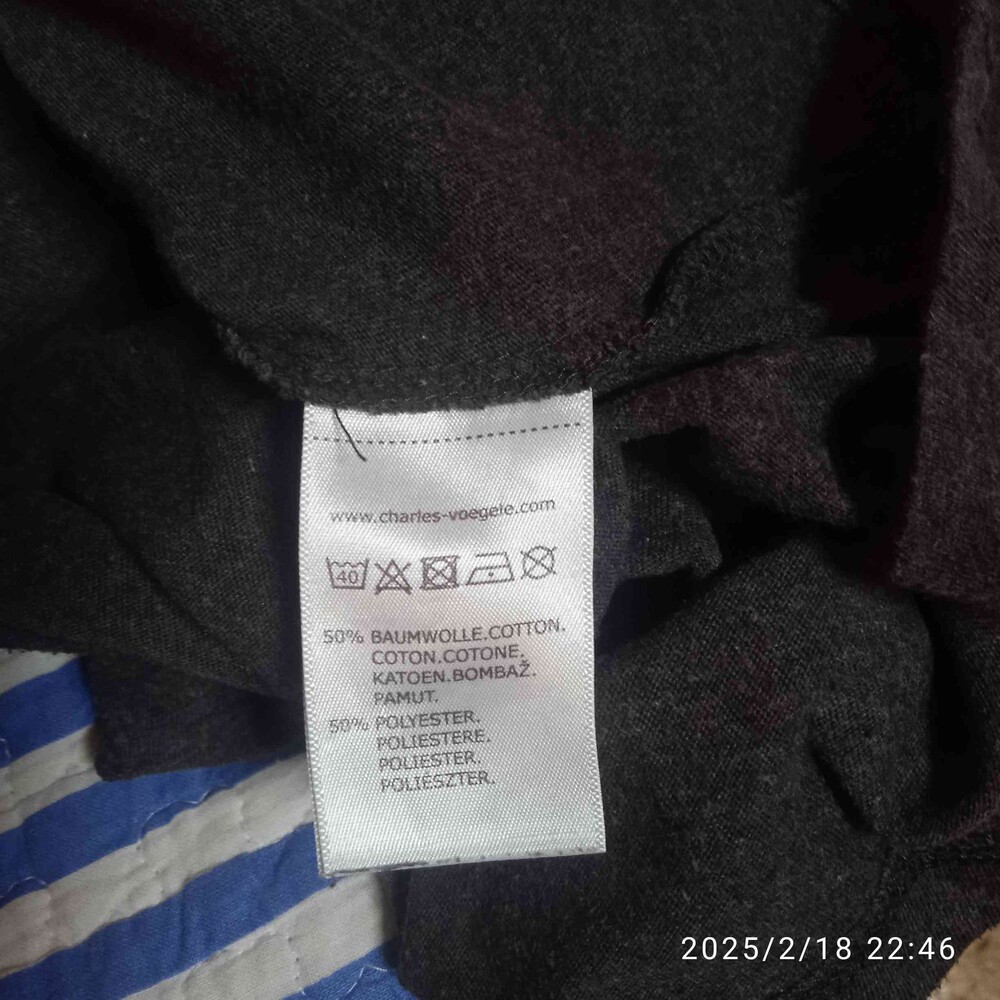 www.charles-voegele.com
40
50% BAUMWOLLE.COTTON.
COTON.COTONE.
KATOEN.BOMBAŽ.
PAMUT.
50% POLYESTER.
POLIESTERE.
POLIESTER.
POLIÉSZTER.
2025/2/18 22:46